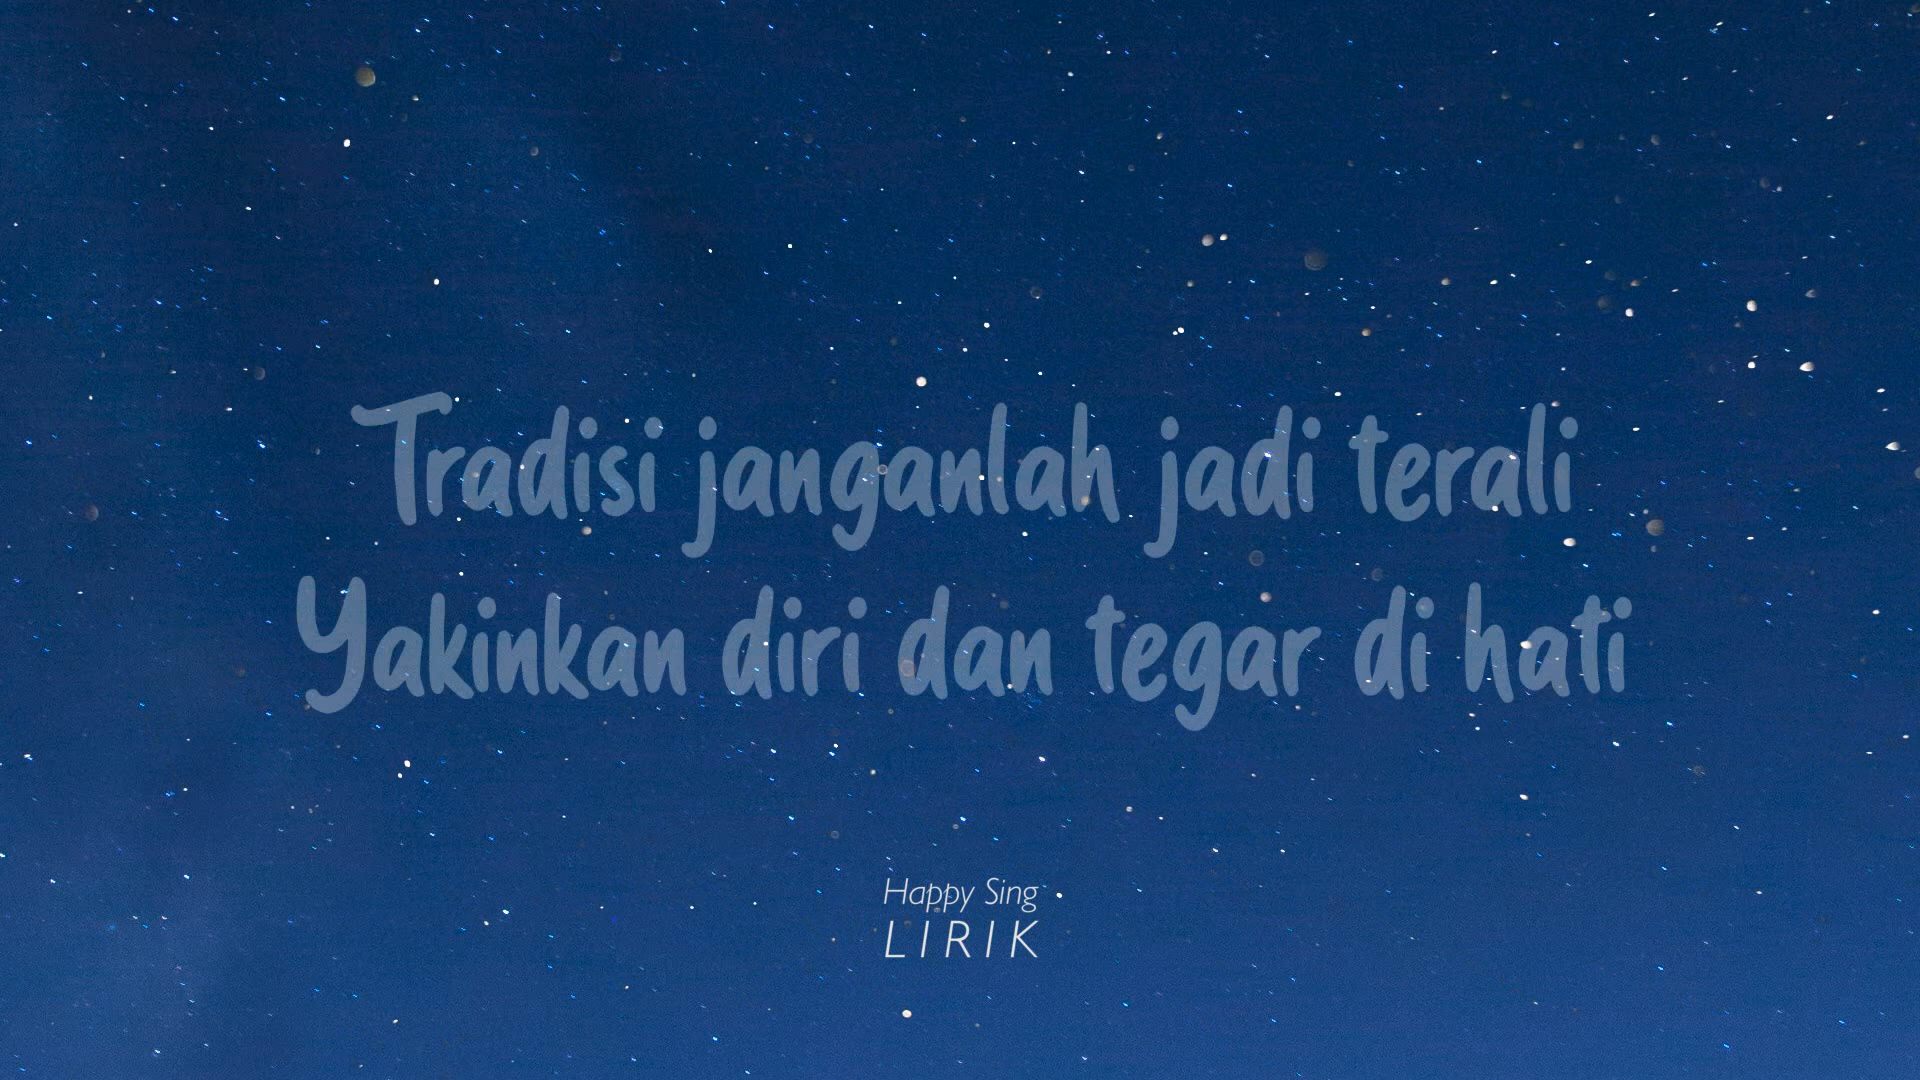 Tradisi janganlah jadi terali
Yakinkan diri dan tegar di hati
Happy Sing
LIRIK